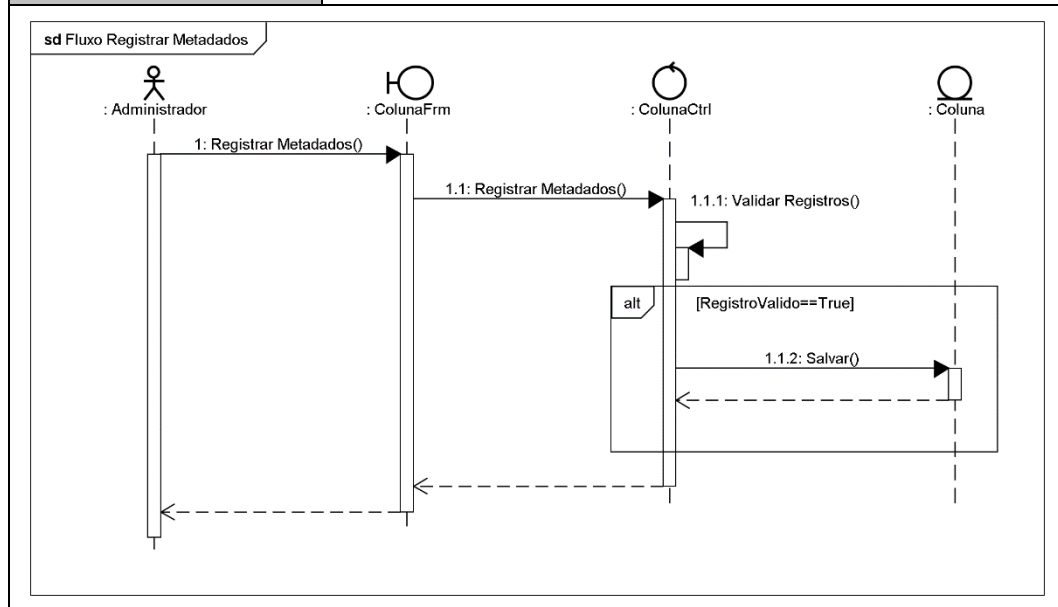 sd Fluxo Registrar Metadados
: Administrador
: ColunaFrm
: ColunaCtrl
: Coluna
1: Registrar Metadados()
1.1: Registrar Metadados()
1.1.1: Validar Registros()
alt
[RegistroValido==True]
1.1.2: Salvar()